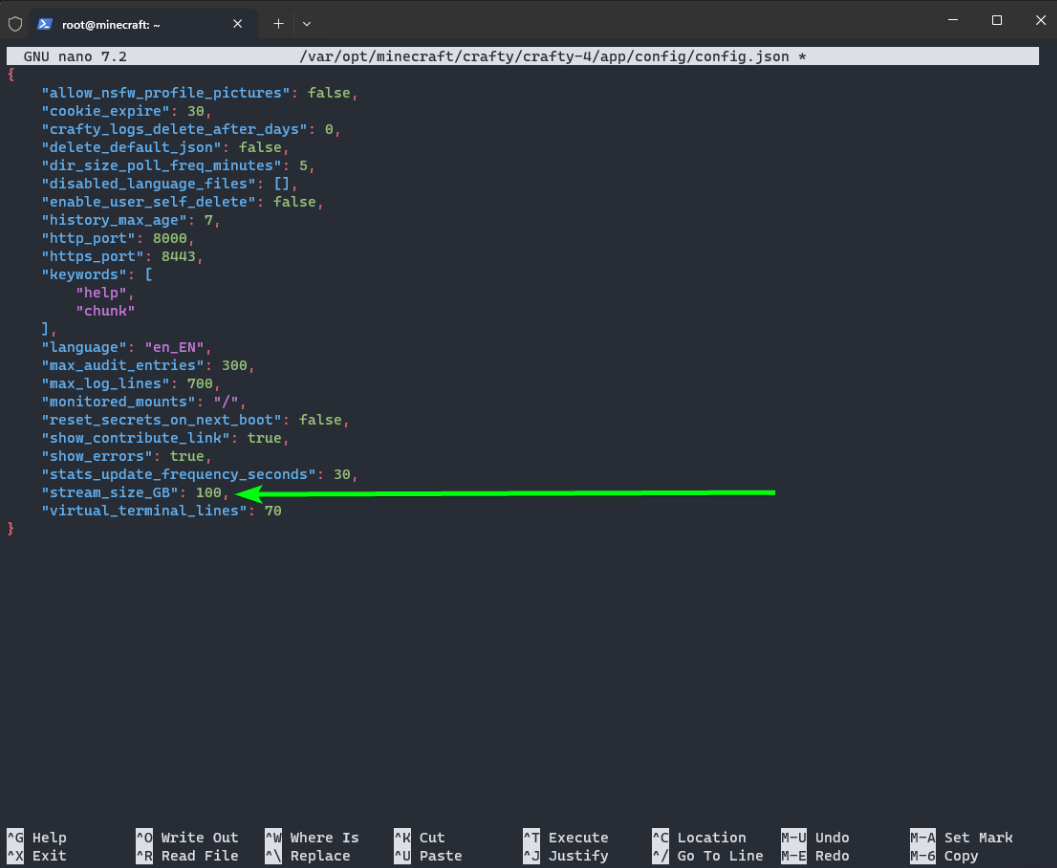 root@minecraft: ~
GNU nano 7.2 /var/opt/minecraft/crafty/crafty-4/app/config/config.json *
{
    "allow_nsfw_profile_pictures": false,
    "cookie_expire": 30,
    "crafty_logs_delete_after_days": 0,
    "delete_default_json": false,
    "dir_size_poll_freq_minutes": 5,
    "disabled_language_files": [],
    "enable_user_self_delete": false,
    "history_max_age": 7,
    "http_port": 8000,
    "https_port": 8443,
    "keywords": [
        "help",
        "chunk"
    ],
    "language": "en_EN",
    "max_audit_entries": 300,
    "max_log_lines": 700,
    "monitored_mounts": "/",
    "reset_secrets_on_next_boot": false,
    "show_contribute_link": true,
    "show_errors": true,
    "stats_update_frequency_seconds": 30,
    "stream_size_GB": 100,
    "virtual_terminal_lines": 70
}
^G Help ^O Write Out ^W Where Is ^K Cut ^T Execute ^C Location M-U Undo M-A Set Mark
^X Exit ^R Read File ^\ Replace ^U Paste ^J Justify ^/ Go To Line M-E Redo M-6 Copy